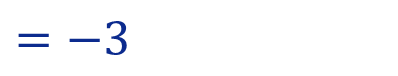 = −3